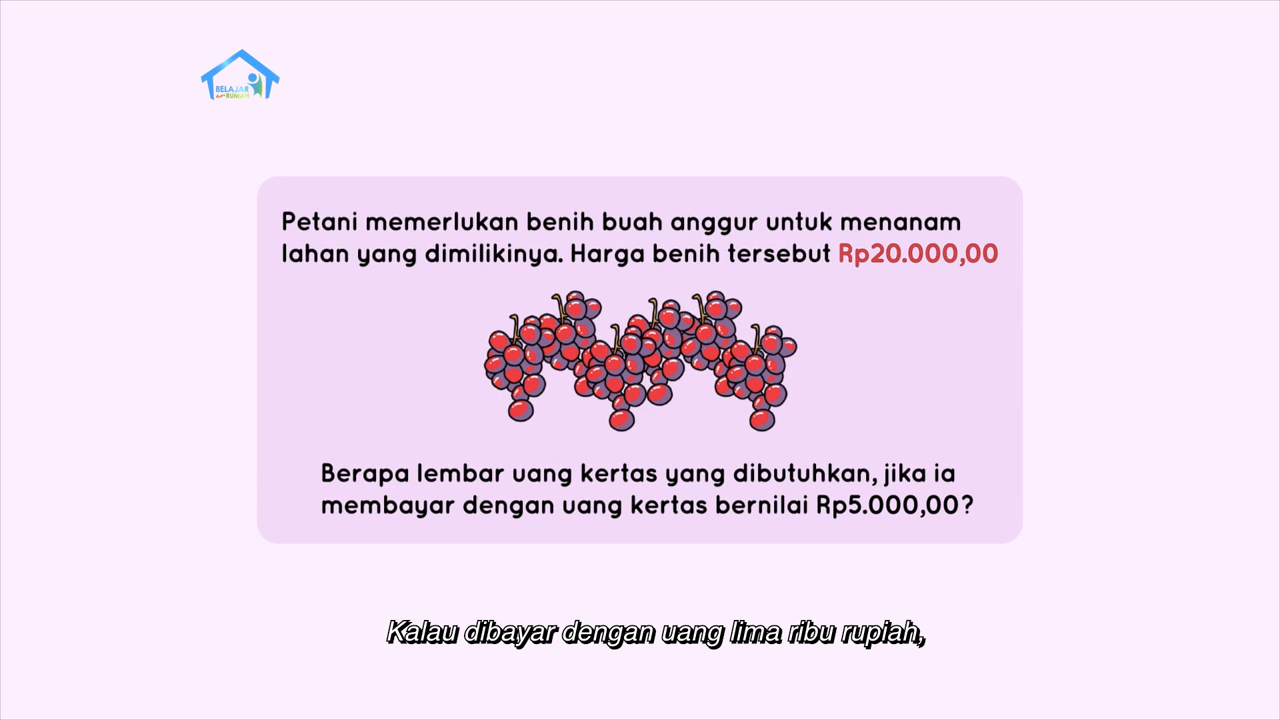 BELAJAR
dari RUMAH
Petani memerlukan benih buah anggur untuk menanam
lahan yang dimilikinya. Harga benih tersebut Rp20.000,00
Berapa lembar uang kertas yang dibutuhkan, jika ia
membayar dengan uang kertas bernilai Rp5.000,00?
Kalau dibayar dengan uang lima ribu rupiah,